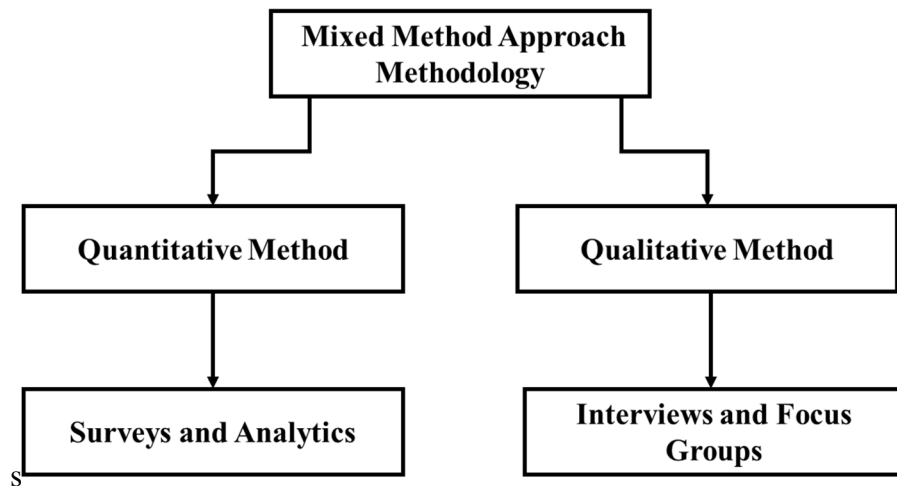 Mixed Method Approach
Methodology
Quantitative Method
Qualitative Method
Surveys and Analytics
Interviews and Focus
Groups
s